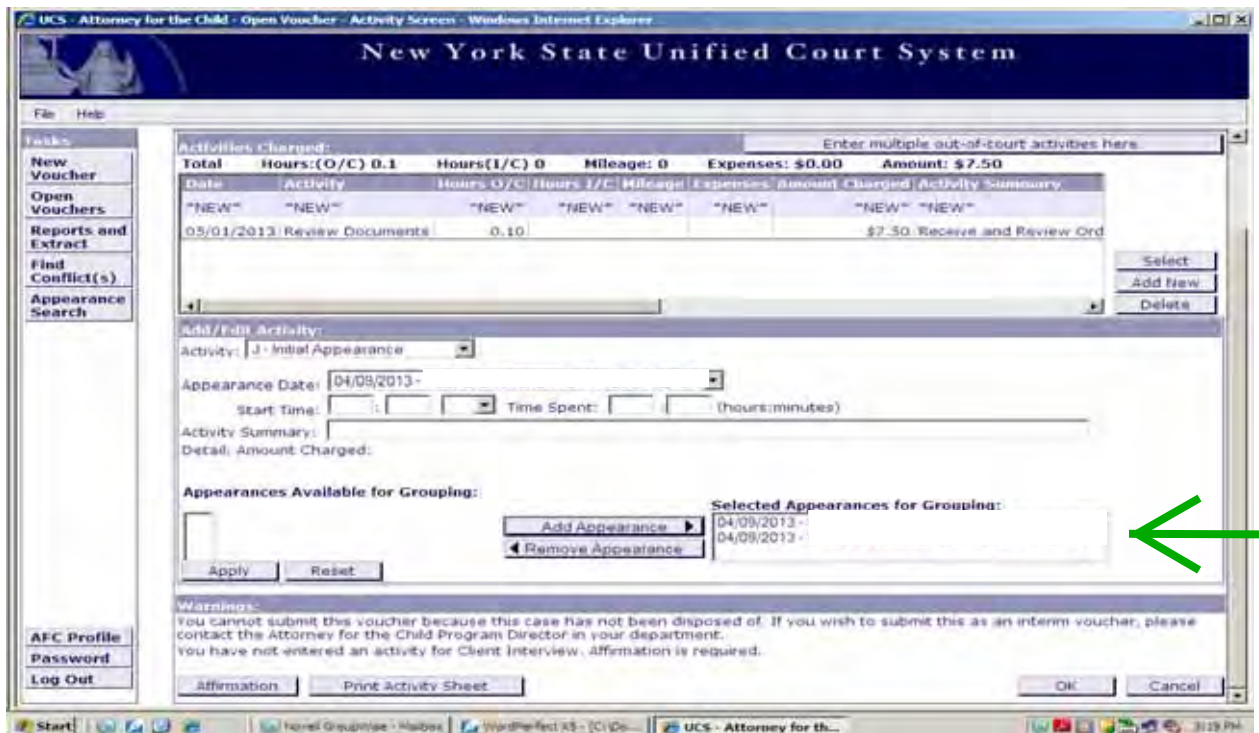 UCS - Attorney for the Child - Open Voucher - Activity Screen - Windows Internet Explorer
New York State Unified Court System
File Help
Tasks
New Voucher
Open Vouchers
Reports and Extract
Find Conflict(s)
Appearance Search
AFC Profile
Password
Log Out
Activities Charged:
Enter multiple out-of-court activities here
Total Hours:(O/C) 0.1 Hours(I/C) 0 Mileage: 0 Expenses: $0.00 Amount: $7.50
Date Activity Hours O/C Hours I/C Mileage Expenses Amount Charged Activity Summary
"NEW" "NEW" "NEW" "NEW" "NEW" "NEW" "NEW" "NEW"
05/01/2013 Review Documents 0.10 $7.50 Receive and Review Ord
Select
Add New
Delete
Add/Edit Activity:
Activity: J - Initial Appearance
Appearance Date: 04/09/2013 -
Start Time: : Time Spent: : (hours:minutes)
Activity Summary:
Detail: Amount Charged:
Appearances Available for Grouping:
Selected Appearances for Grouping:
Add Appearance
04/09/2013 -
04/09/2013 -
Remove Appearance
Apply Reset
Warnings:
You cannot submit this voucher because this case has not been disposed of. If you wish to submit this as an interim voucher, please
contact the Attorney for the Child Program Director in your department.
You have not entered an activity for Client Interview. Affirmation is required.
Affirmation Print Activity Sheet OK Cancel
Start Novell GroupWise - Mailbox WordPerfect X5 - [C:\Do... UCS - Attorney for th... 3:19 PM